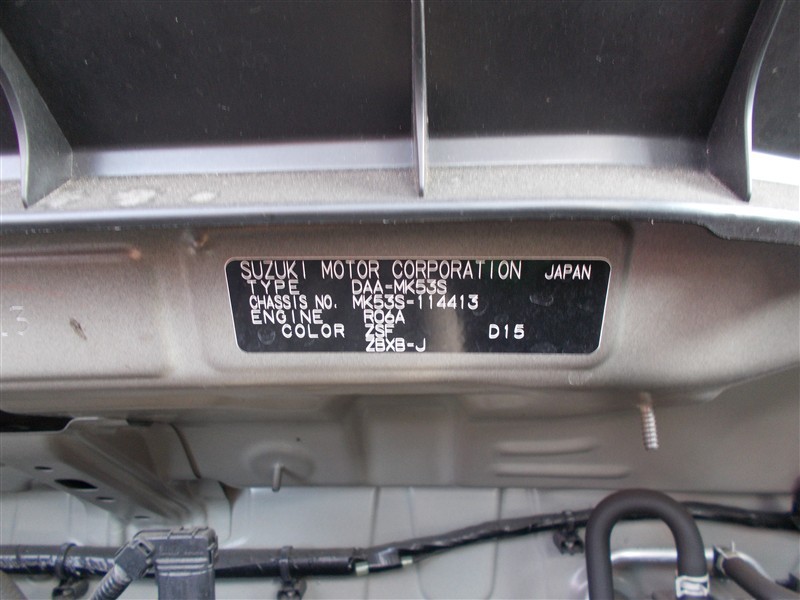 SUZUKI MOTOR CORPORATION JAPAN
TYPE DAA-MK53S
CHASSIS NO. MK53S-114413
ENGINE R06A
COLOR ZSF D15
ZBXB-J